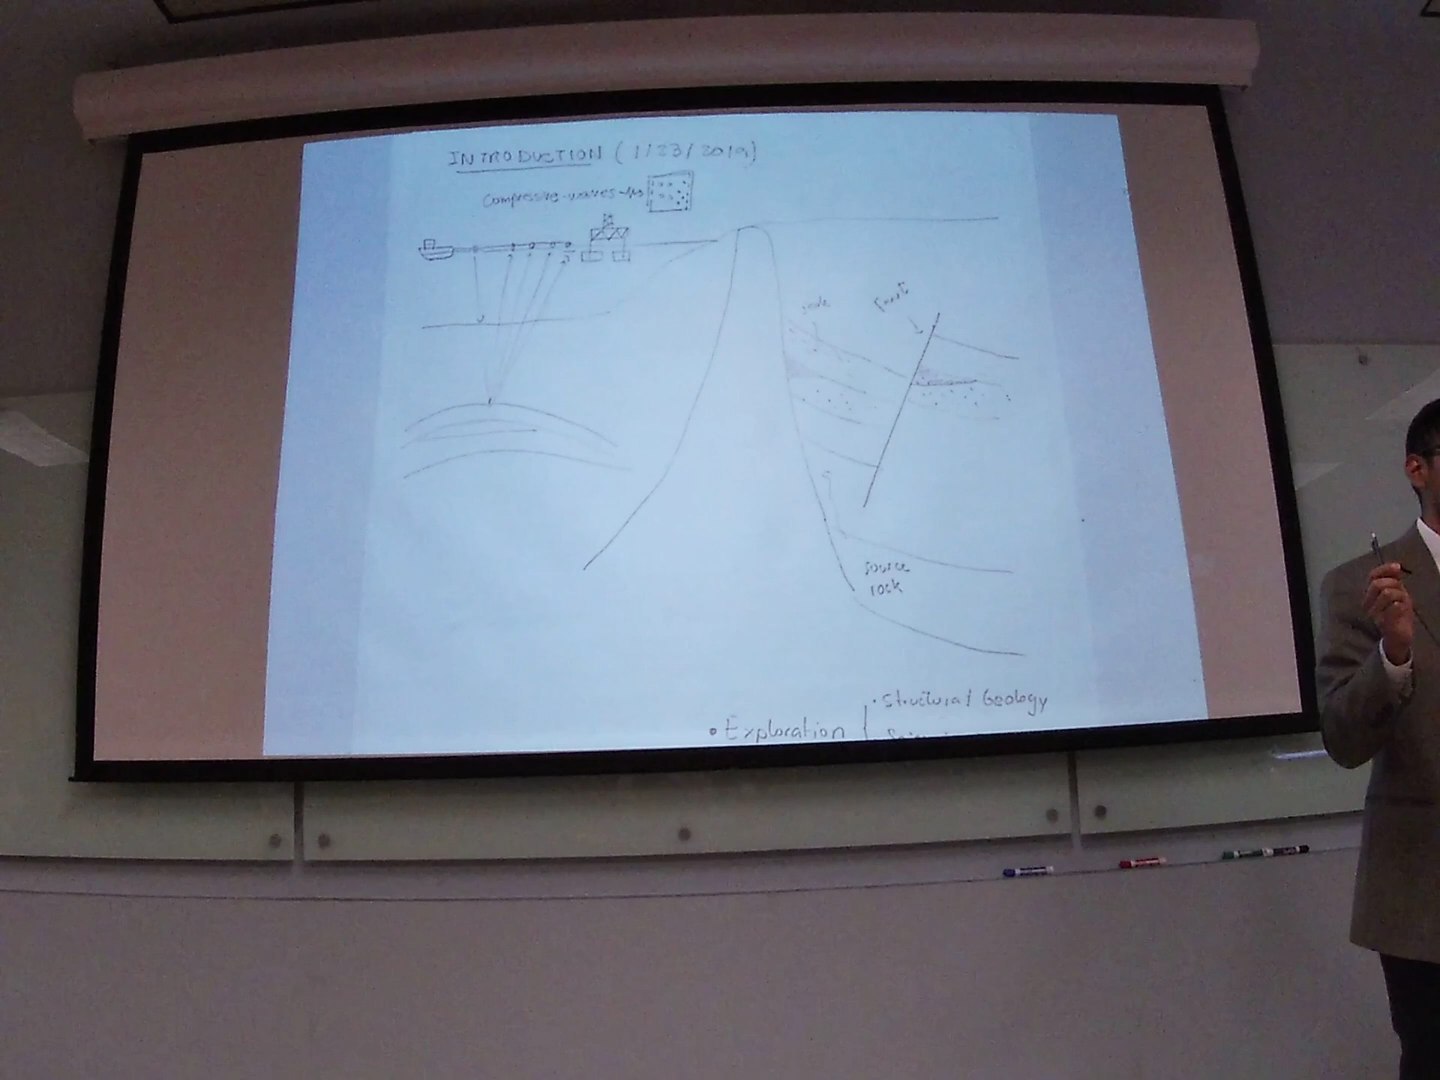 INTRODUCTION (1/23/2019)
Compressive-waves
Fault
source
rock
• Structural Geology
• Exploration